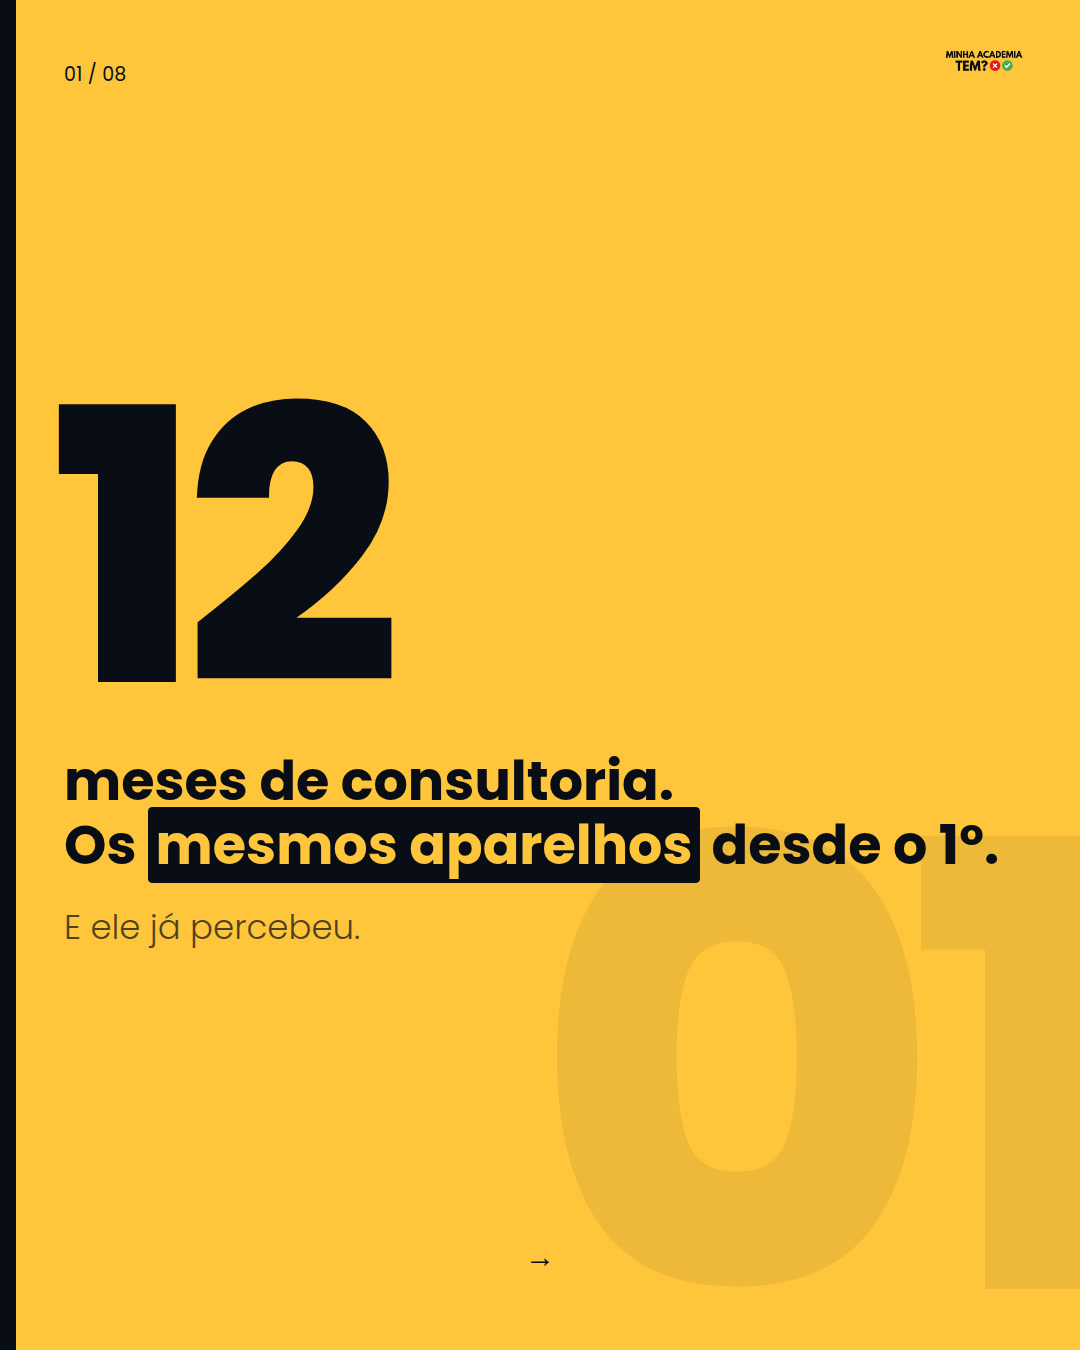 01 / 08
MINHA ACADEMIA
TEM?
12
meses de consultoria.
Os mesmos aparelhos desde o 1º.
E ele já percebeu.
01
→